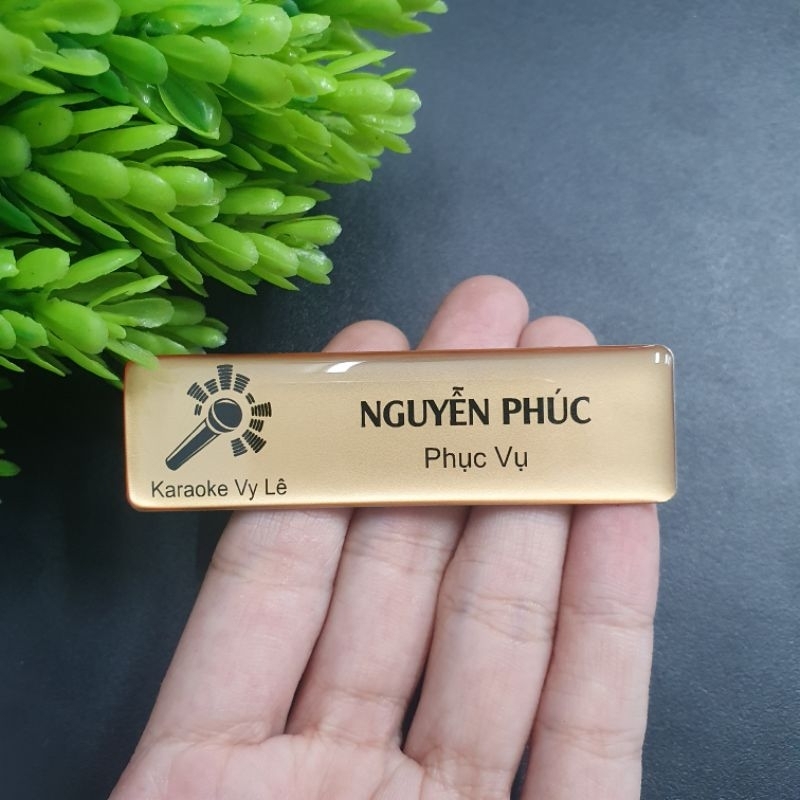 NGUYỄN PHÚC
Phục Vụ
Karaoke Vy Lê